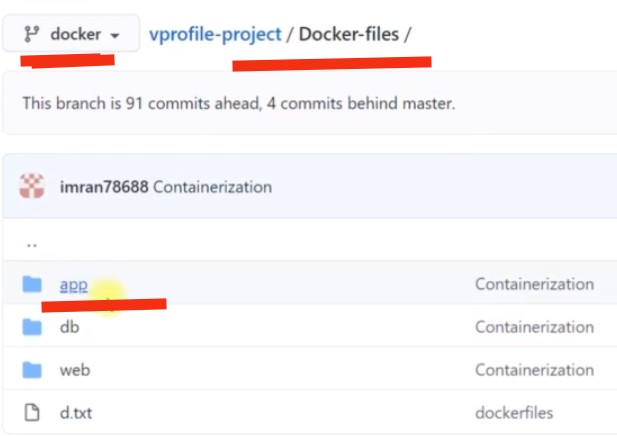 docker vprofile-project / Docker-files /
This branch is 91 commits ahead, 4 commits behind master.
imran78688 Containerization
..
app Containerization
db Containerization
web Containerization
d.txt dockerfiles